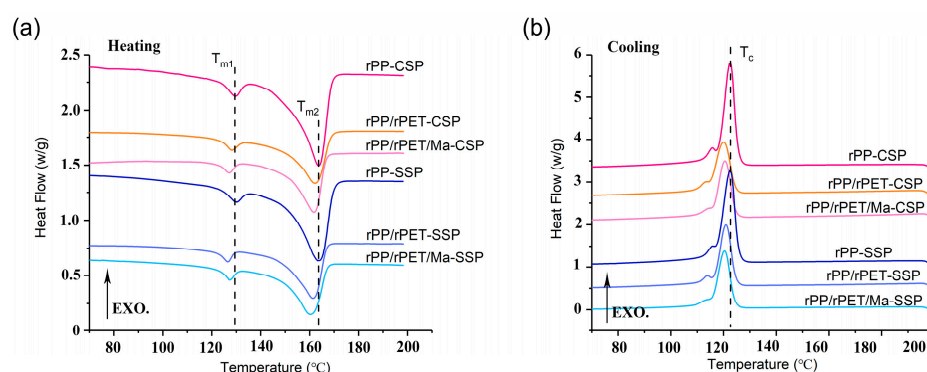 (a)
Heating
2.5
2.0
1.5
1.0
0.5
0
Heat Flow (w/g)
Tm1
Tm2
rPP-CSP
rPP/rPET-CSP
rPP/rPET/Ma-CSP
rPP-SSP
rPP/rPET-SSP
rPP/rPET/Ma-SSP
EXO.
80 100 120 140 160 180 200
Temperature (℃)
(b)
Cooling
6
5
4
3
2
1
0
Heat Flow (w/g)
Tc
rPP-CSP
rPP/rPET-CSP
rPP/rPET/Ma-CSP
rPP-SSP
rPP/rPET-SSP
rPP/rPET/Ma-SSP
EXO.
80 100 120 140 160 180 200
Temperature (℃)